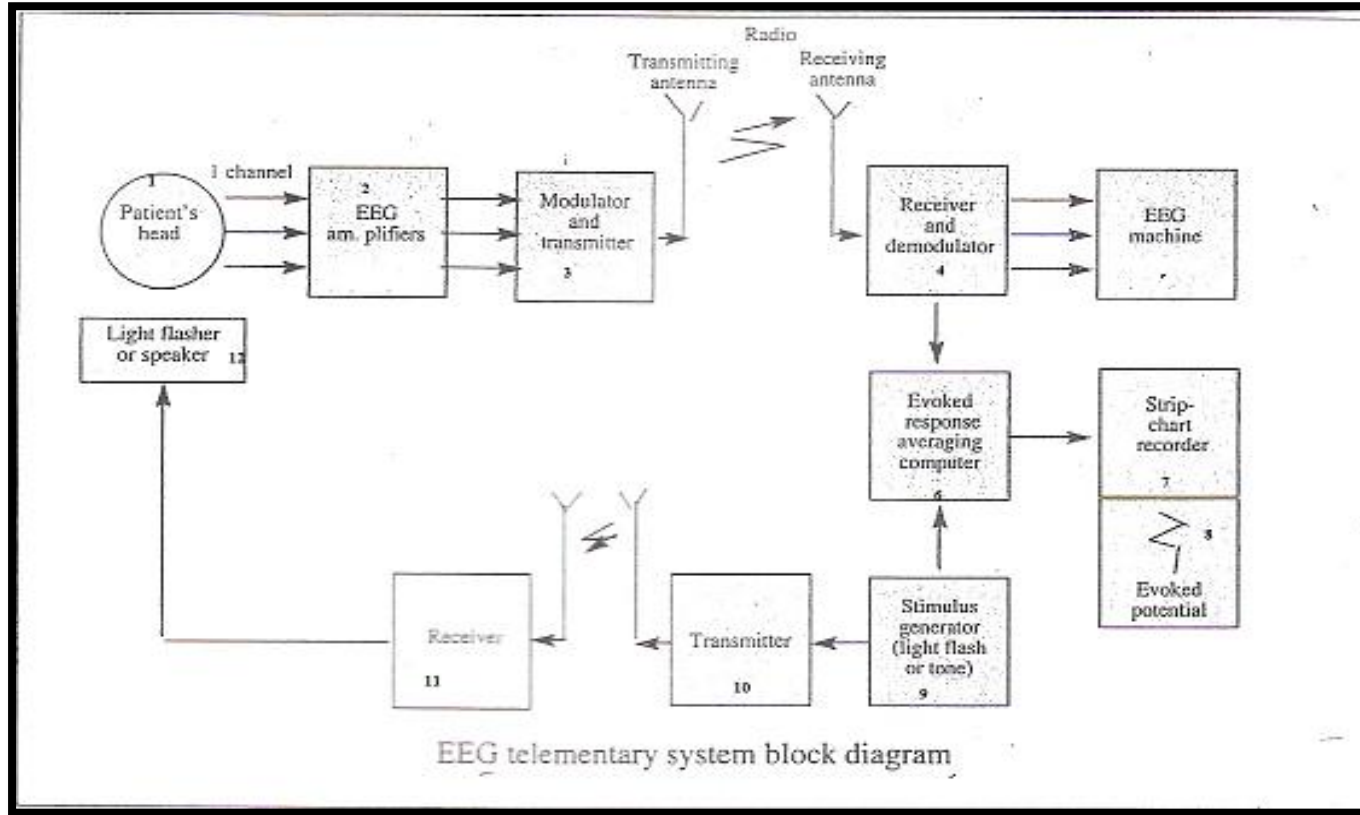 Radio
Transmitting
antenna
Receiving
antenna
1
Patient's
head
1 channel
2
EEG
am. plifiers
Modulator
and
transmitter
3
Receiver
and
demodulator
4
EEG
machine
Light flasher
or speaker 12
Evoked
response
averaging
computer
6
Strip-
chart
recorder
7
8
Evoked
potential
Receiver
11
Transmitter
10
Stimulus
generator
(light flash
or tone)
9
EEG telementary system block diagram